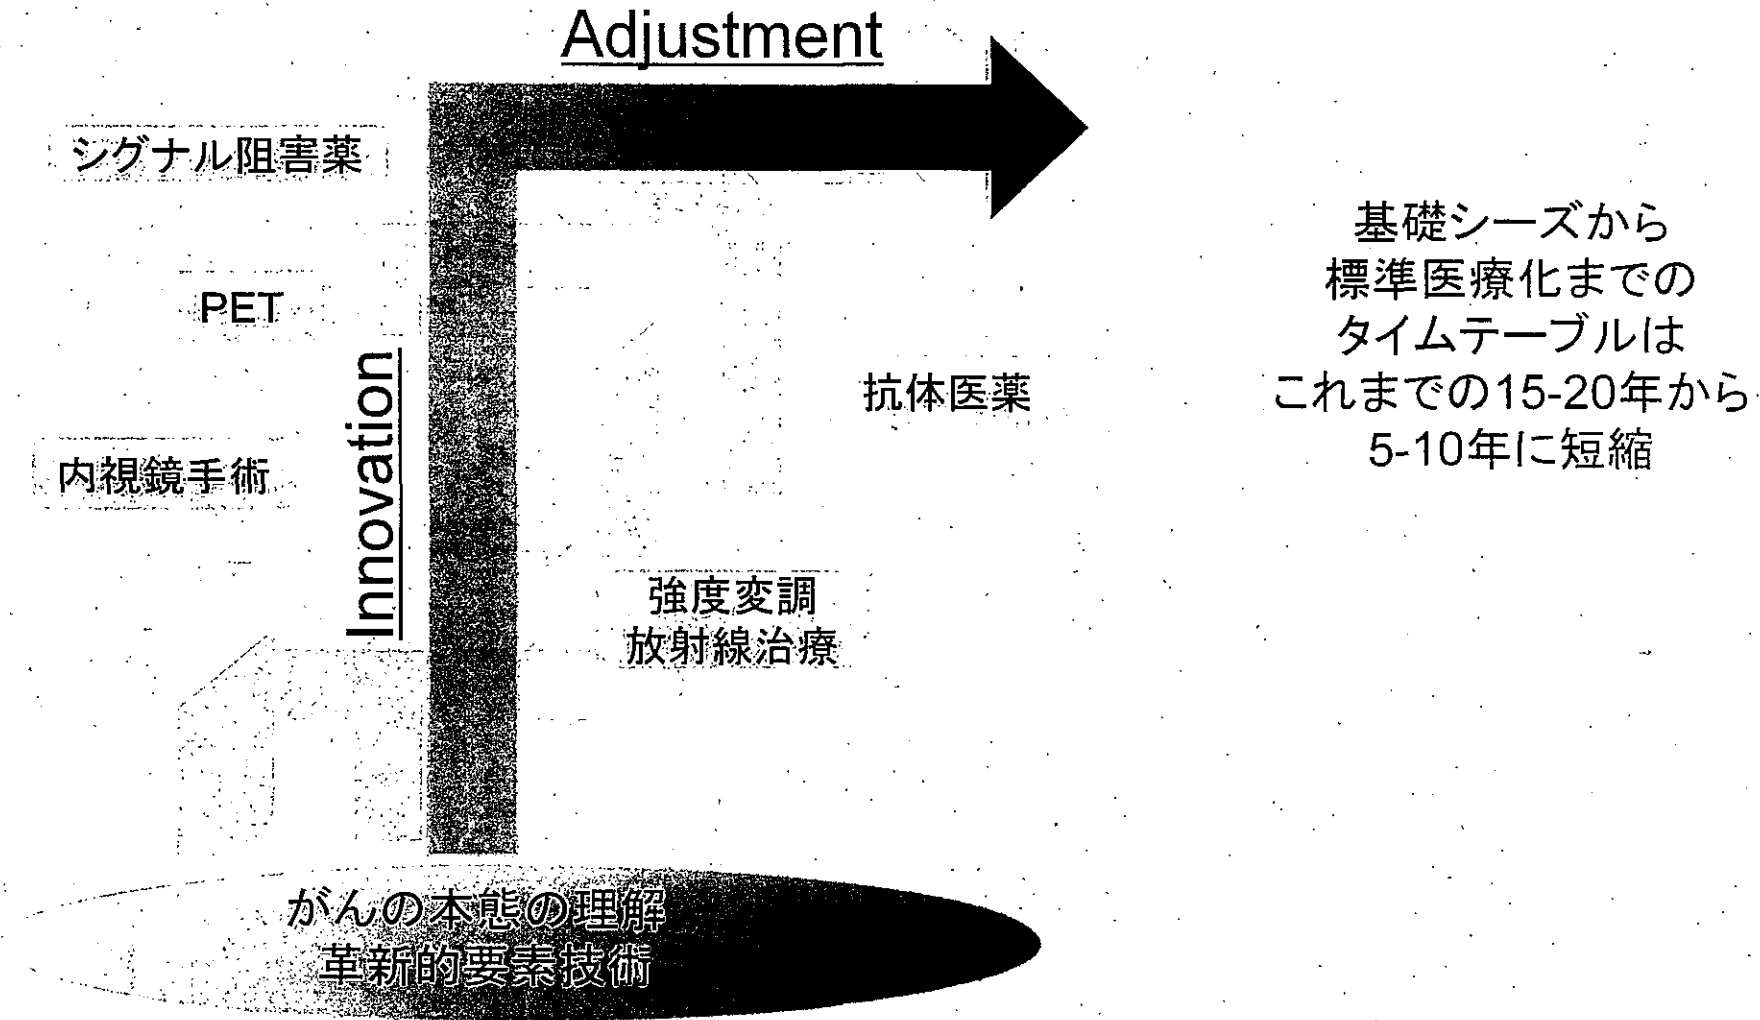 Adjustment
シグナル阻害薬
PET
内視鏡手術
Innovation
抗体医薬
強度変調
放射線治療
基礎シーズから
標準医療化までの
タイムテーブルは
これまでの15-20年から
5-10年に短縮
がんの本態の理解
革新的要素技術